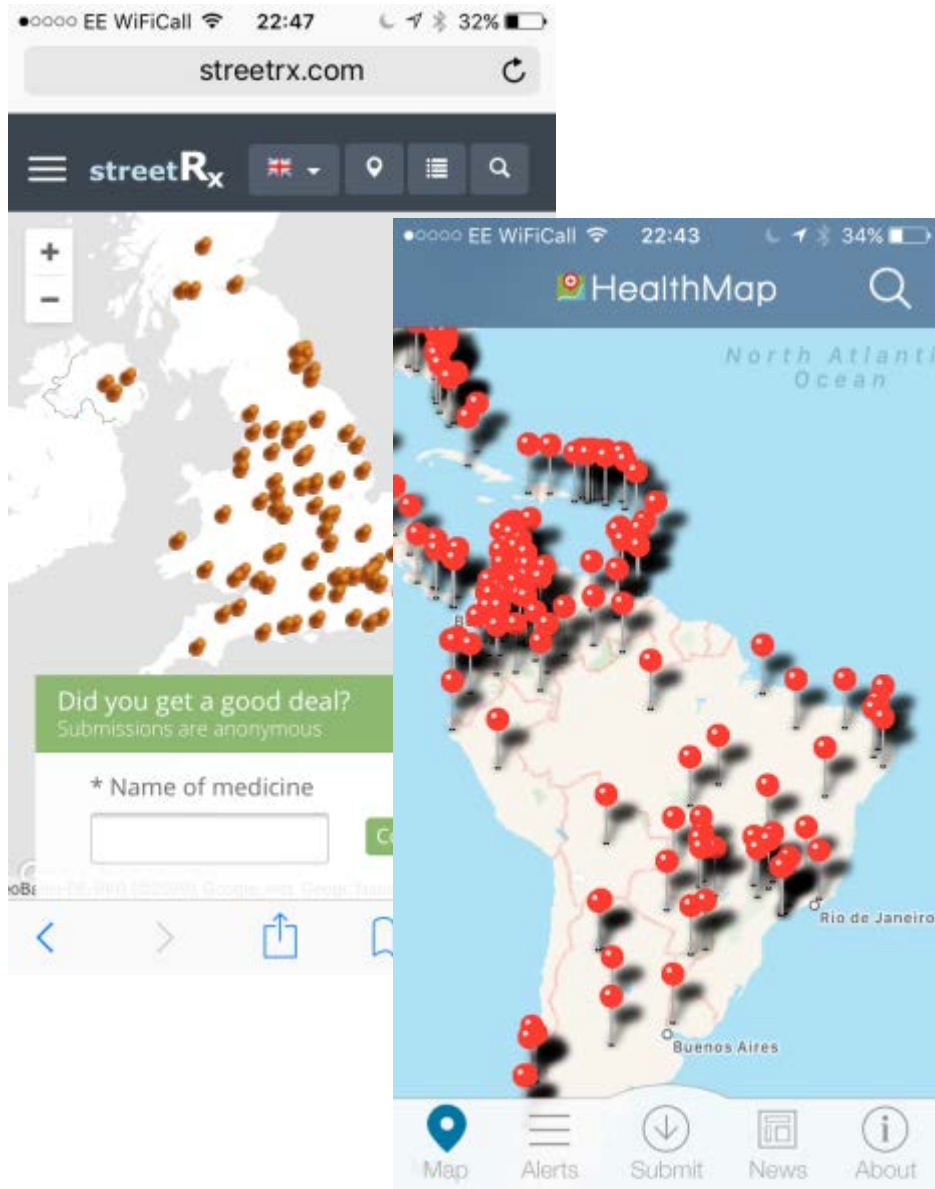 EE WiFiCall 22:47 32%
streetrx.com
streetRx
+
−
Did you get a good deal?
Submissions are anonymous
* Name of medicine
EE WiFiCall 22:43 34%
HealthMap
North Atlanti
Ocean
Rio de Janeiro
Buenos Aires
Map Alerts Submit News About